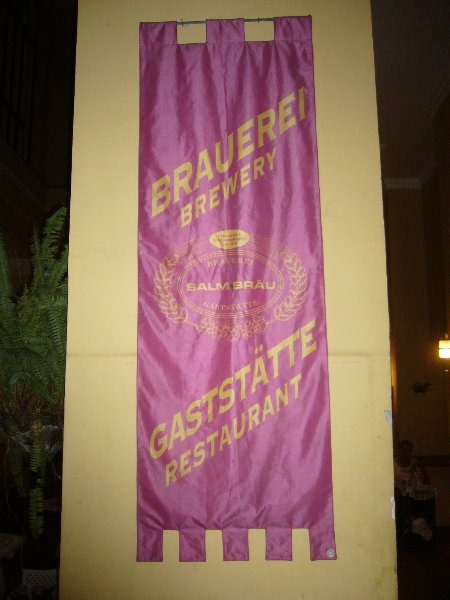 BRAUEREI
BREWERY
BRAUEREI
SALM BRÄU
GASTSTÄTTE
GASTSTÄTTE
RESTAURANT